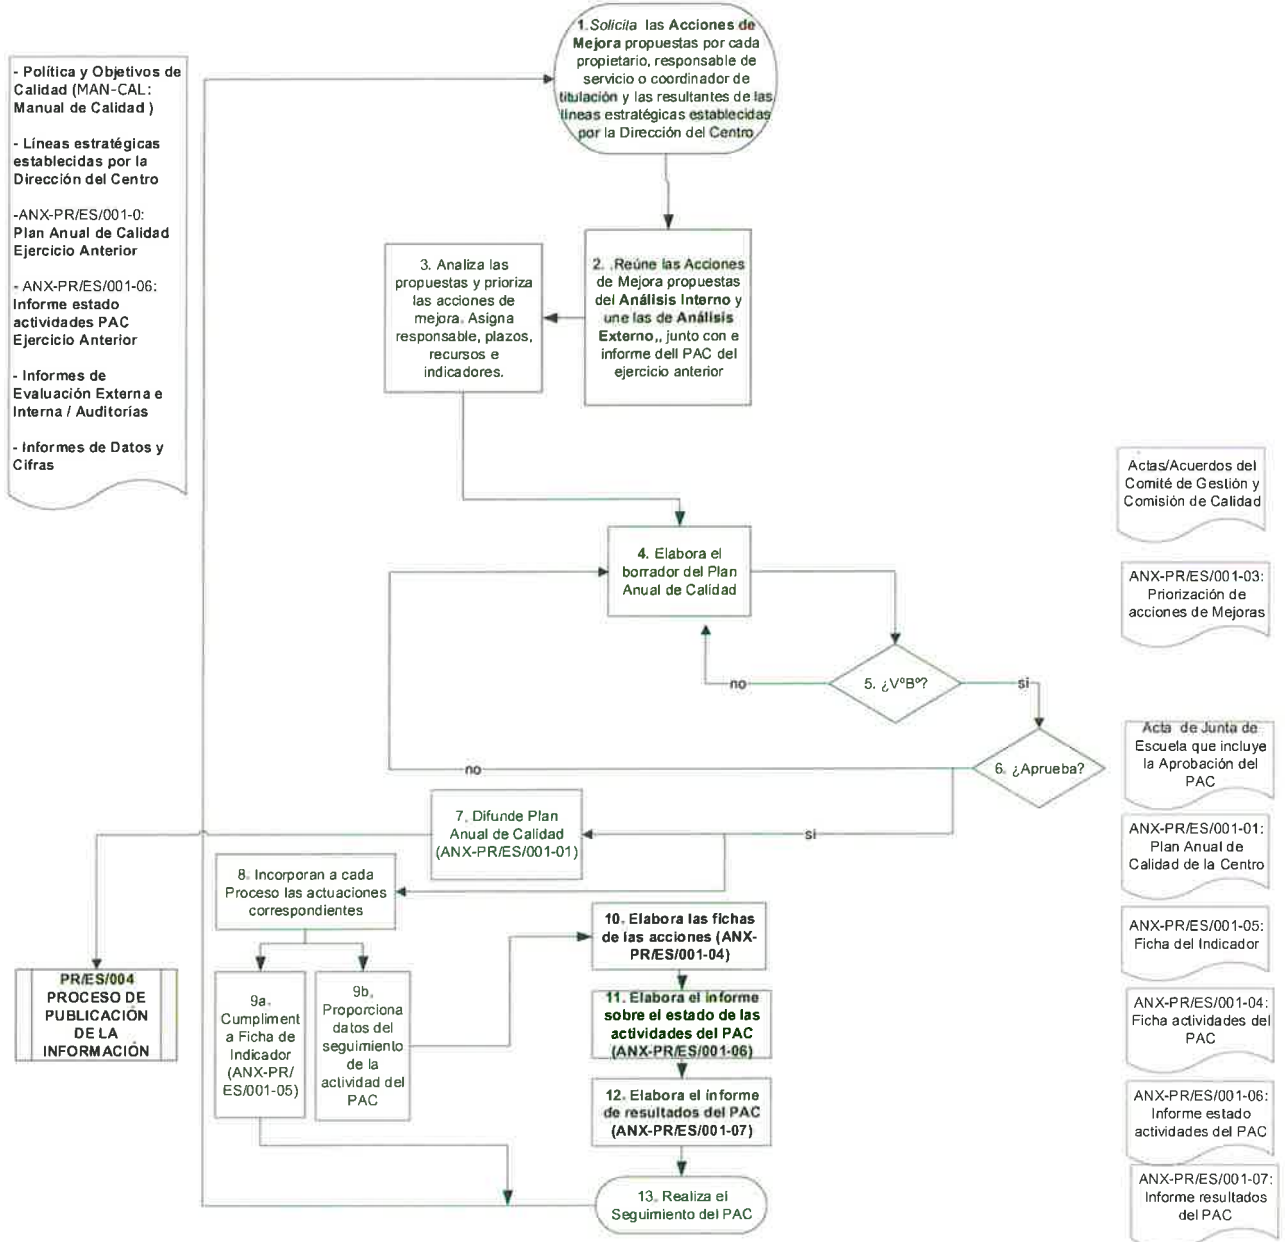 1. Solicita las Acciones de
Mejora propuestas por cada
propietario, responsable de
servicio o coordinador de
titulación y las resultantes de las
líneas estratégicas establecidas
por la Dirección del Centro
- Política y Objetivos de
Calidad (MAN-CAL:
Manual de Calidad )
- Líneas estratégicas
establecidas por la
Dirección del Centro
-ANX-PR/ES/001-0:
Plan Anual de Calidad
Ejercicio Anterior
- ANX-PR/ES/001-06:
Informe estado
actividades PAC
Ejercicio Anterior
- Informes de
Evaluación Externa e
Interna / Auditorías
- Informes de Datos y
Cifras
2. .Reúne las Acciones
de Mejora propuestas
del Análisis Interno y
une las de Análisis
Externo,, junto con e
informe dell PAC del
ejercicio anterior
3. Analiza las
propuestas y prioriza
las acciones de
mejora. Asigna
responsable, plazos,
recursos e
indicadores.
4. Elabora el
borrador del Plan
Anual de Calidad
5. ¿VºBº?
no
si
6. ¿Aprueba?
no
si
7. Difunde Plan
Anual de Calidad
(ANX-PR/ES/001-01)
8. Incorporan a cada
Proceso las actuaciones
correspondientes
9a.
Cumpliment
a Ficha de
Indicador
(ANX-PR/
ES/001-05)
9b.
Proporciona
datos del
seguimiento
de la
actividad del
PAC
10. Elabora las fichas
de las acciones (ANX-
PR/ES/001-04)
11. Elabora el informe
sobre el estado de las
actividades del PAC
(ANX-PR/ES/001-06)
12. Elabora el informe
de resultados del PAC
(ANX-PR/ES/001-07)
13. Realiza el
Seguimiento del PAC
PR/ES/004
PROCESO DE
PUBLICACIÓN
DE LA
INFORMACIÓN
Actas/Acuerdos del
Comité de Gestión y
Comisión de Calidad
ANX-PR/ES/001-03:
Priorización de
acciones de Mejoras
Acta de Junta de
Escuela que incluye
la Aprobación del
PAC
ANX-PR/ES/001-01:
Plan Anual de
Calidad de la Centro
ANX-PR/ES/001-05:
Ficha del Indicador
ANX-PR/ES/001-04:
Ficha actividades del
PAC
ANX-PR/ES/001-06:
Informe estado
actividades del PAC
ANX-PR/ES/001-07:
Informe resultados
del PAC